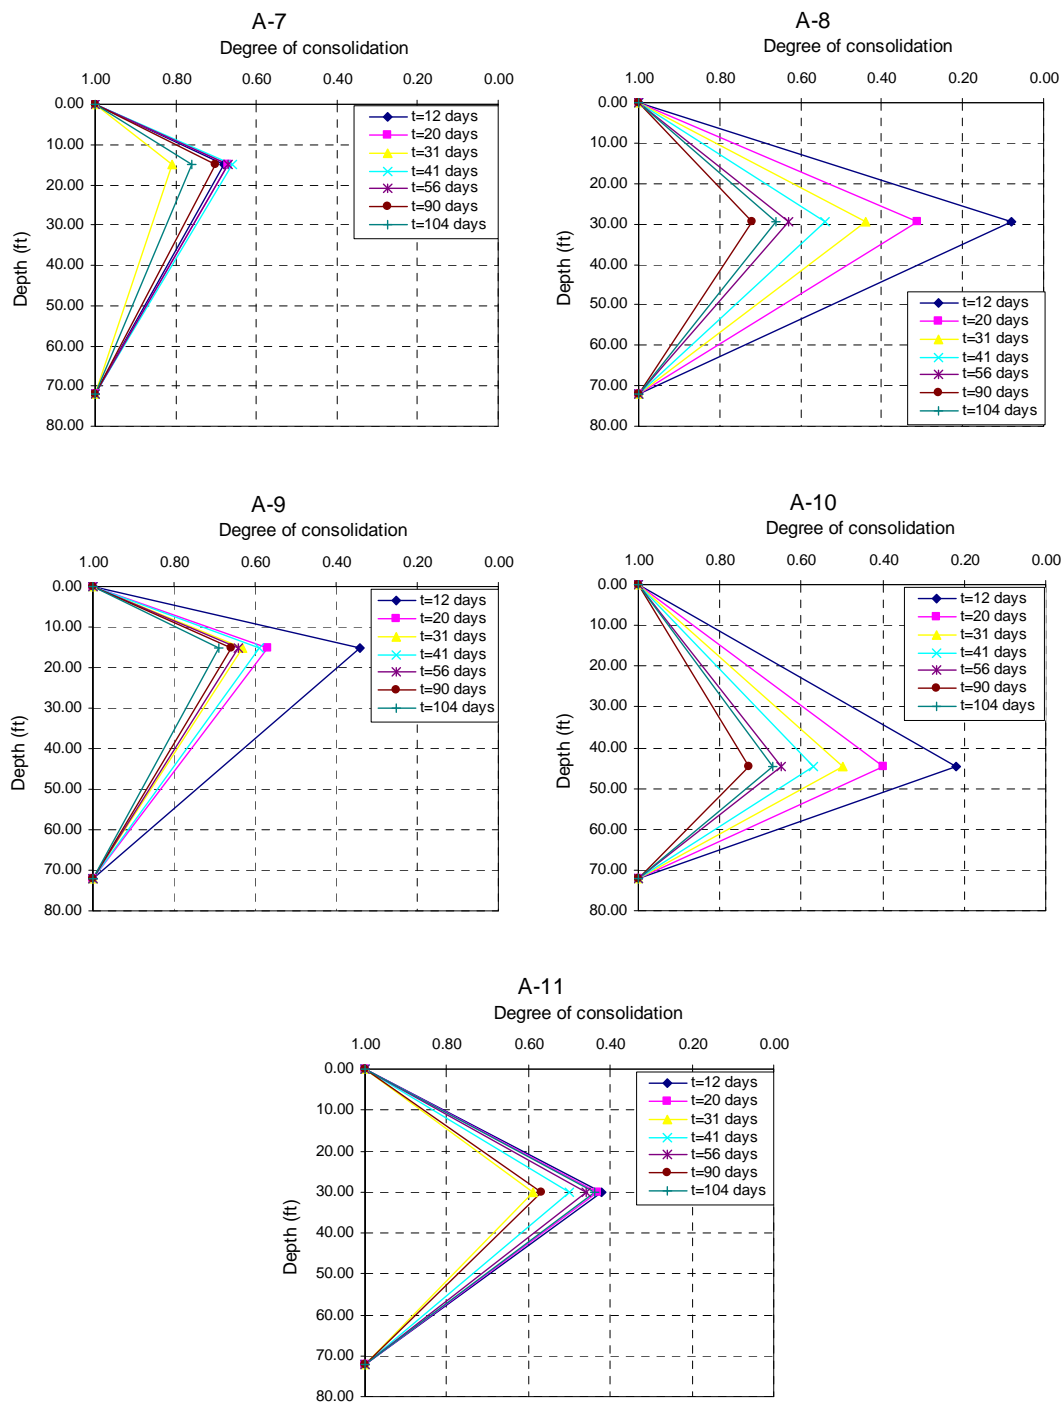 A-7
Degree of consolidation
1.00 0.80 0.60 0.40 0.20 0.00
0.00
10.00
20.00
30.00
40.00
50.00
60.00
70.00
80.00
Depth (ft)
t=12 days
t=20 days
t=31 days
t=41 days
t=56 days
t=90 days
t=104 days
A-8
Degree of consolidation
1.00 0.80 0.60 0.40 0.20 0.00
0.00
10.00
20.00
30.00
40.00
50.00
60.00
70.00
80.00
Depth (ft)
t=12 days
t=20 days
t=31 days
t=41 days
t=56 days
t=90 days
t=104 days
A-9
Degree of consolidation
1.00 0.80 0.60 0.40 0.20 0.00
0.00
10.00
20.00
30.00
40.00
50.00
60.00
70.00
80.00
Depth (ft)
t=12 days
t=20 days
t=31 days
t=41 days
t=56 days
t=90 days
t=104 days
A-10
Degree of consolidation
1.00 0.80 0.60 0.40 0.20 0.00
0.00
10.00
20.00
30.00
40.00
50.00
60.00
70.00
80.00
Depth (ft)
t=12 days
t=20 days
t=31 days
t=41 days
t=56 days
t=90 days
t=104 days
A-11
Degree of consolidation
1.00 0.80 0.60 0.40 0.20 0.00
0.00
10.00
20.00
30.00
40.00
50.00
60.00
70.00
80.00
Depth (ft)
t=12 days
t=20 days
t=31 days
t=41 days
t=56 days
t=90 days
t=104 days